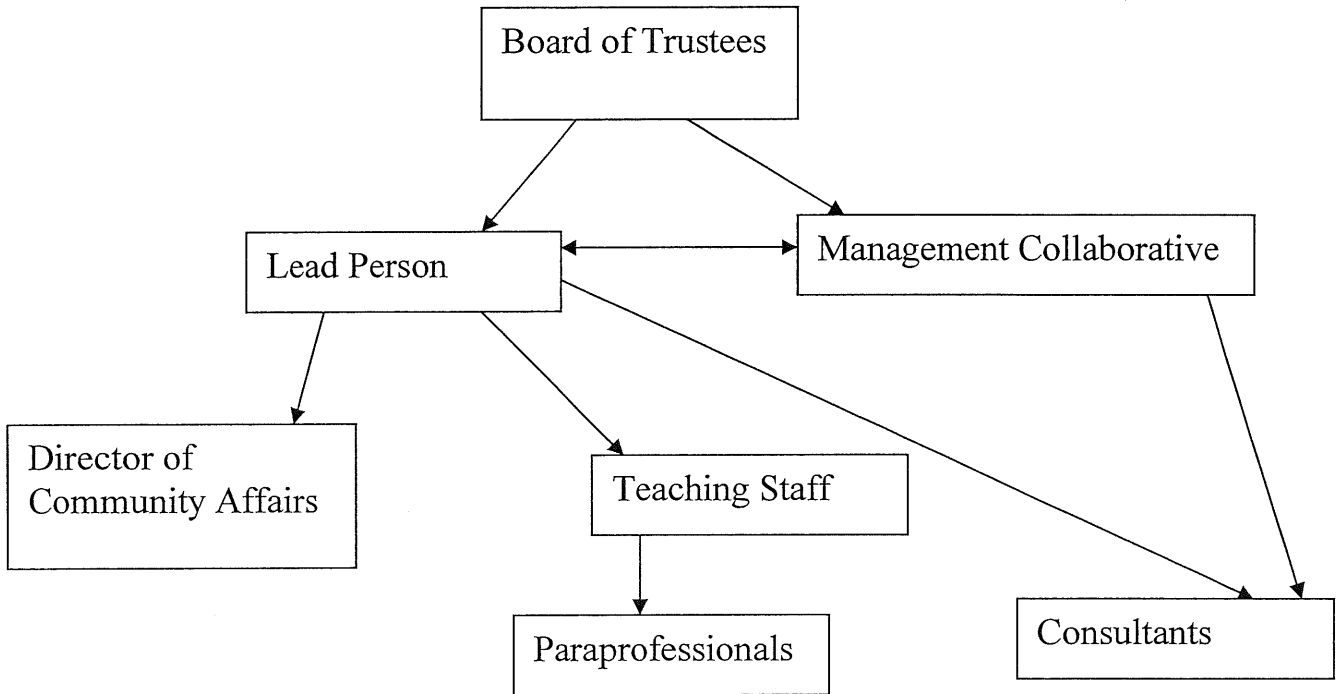 Board of Trustees
Lead Person
Management Collaborative
Director of
Community Affairs
Teaching Staff
Paraprofessionals
Consultants